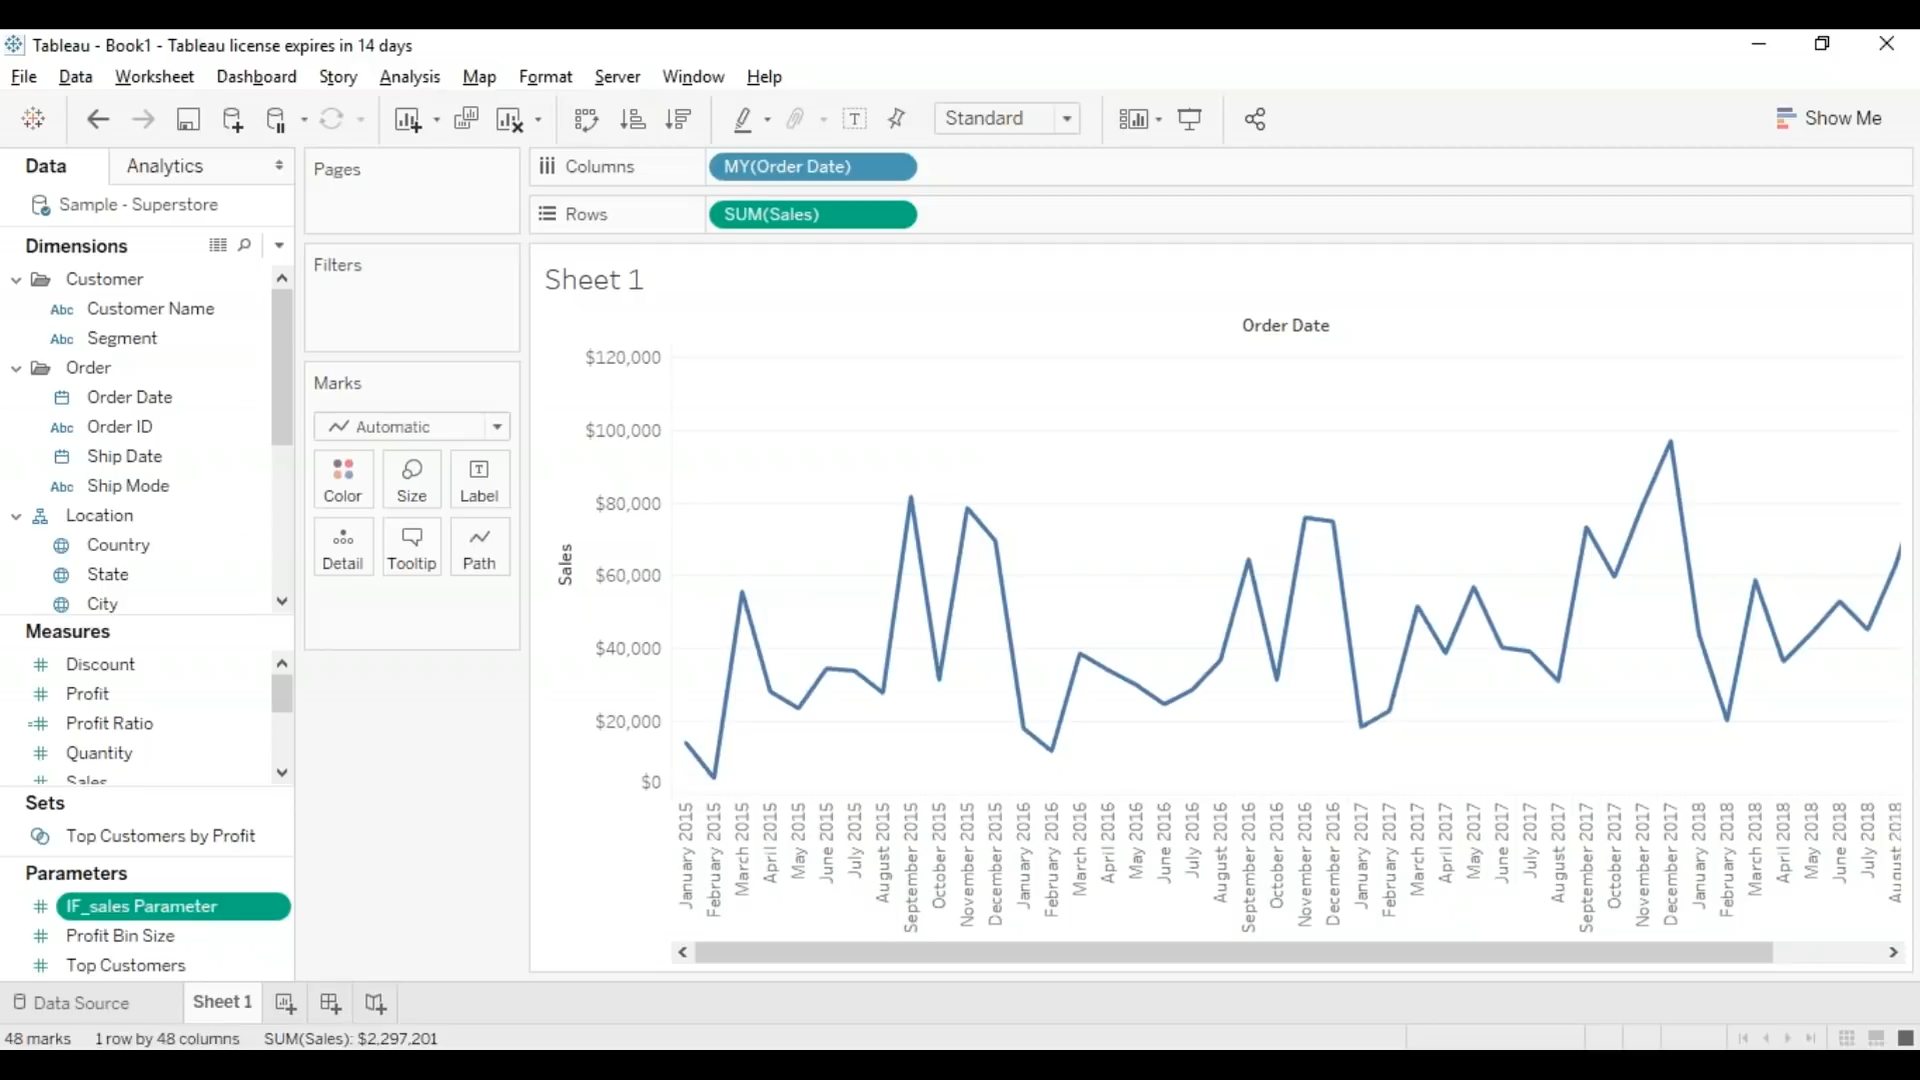 Tableau - Book1 - Tableau license expires in 14 days
File Data Worksheet Dashboard Story Analysis Map Format Server Window Help
Standard
Show Me
Data Analytics
Sample - Superstore
Dimensions
Customer
Abc Customer Name
Abc Segment
Order
Order Date
Abc Order ID
Ship Date
Abc Ship Mode
Location
Country
State
City
Measures
# Discount
# Profit
=# Profit Ratio
# Quantity
# Sales
Sets
Top Customers by Profit
Parameters
# IF_sales Parameter
# Profit Bin Size
# Top Customers
Pages
Filters
Marks
Automatic
Color Size Label
Detail Tooltip Path
Columns MY(Order Date)
Rows SUM(Sales)
Sheet 1
Order Date
Sales
$120,000
$100,000
$80,000
$60,000
$40,000
$20,000
$0
January 2015
February 2015
March 2015
April 2015
May 2015
June 2015
July 2015
August 2015
September 2015
October 2015
November 2015
December 2015
January 2016
February 2016
March 2016
April 2016
May 2016
June 2016
July 2016
August 2016
September 2016
October 2016
November 2016
December 2016
January 2017
February 2017
March 2017
April 2017
May 2017
June 2017
July 2017
August 2017
September 2017
October 2017
November 2017
December 2017
January 2018
February 2018
March 2018
April 2018
May 2018
June 2018
July 2018
August 2018
Data Source Sheet 1
48 marks 1 row by 48 columns SUM(Sales): $2,297,201